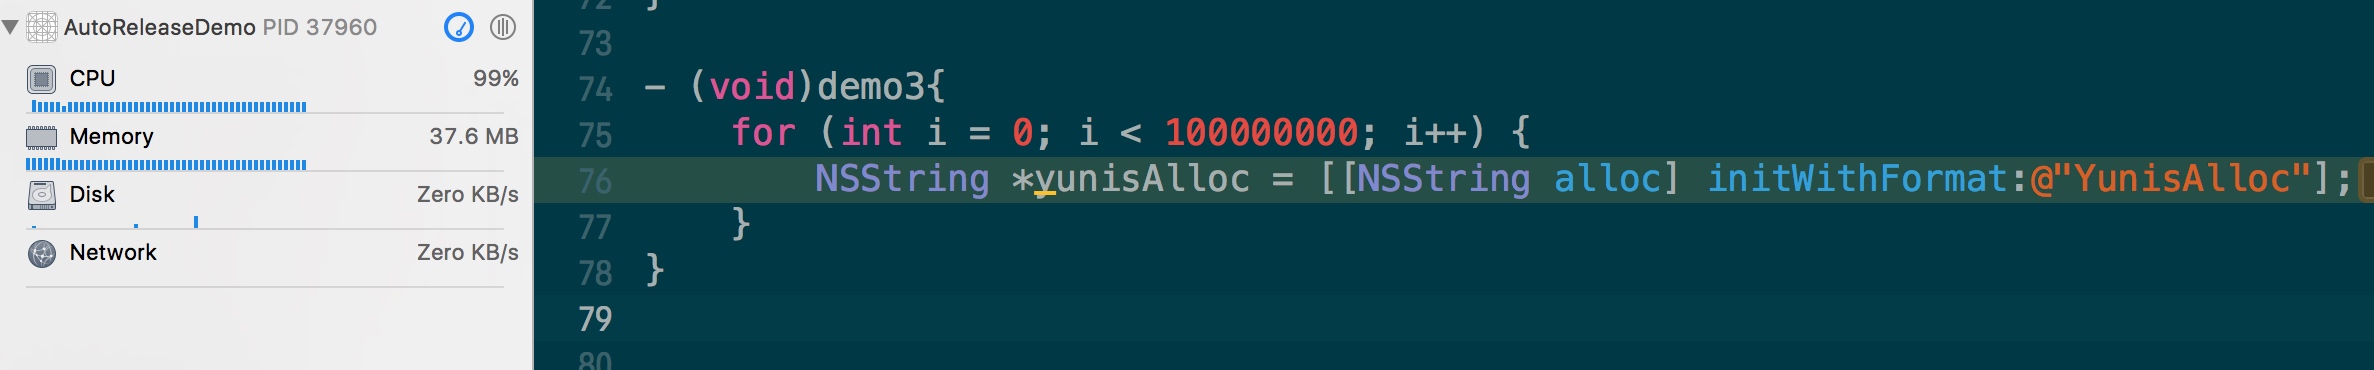 AutoReleaseDemo PID 37960
CPU 99%
Memory 37.6 MB
Disk Zero KB/s
Network Zero KB/s
72 }
73
74 - (void)demo3{
75 for (int i = 0; i < 100000000; i++) {
76 NSString *yunisAlloc = [[NSString alloc] initWithFormat:@"YunisAlloc"];
77 }
78 }
79
80